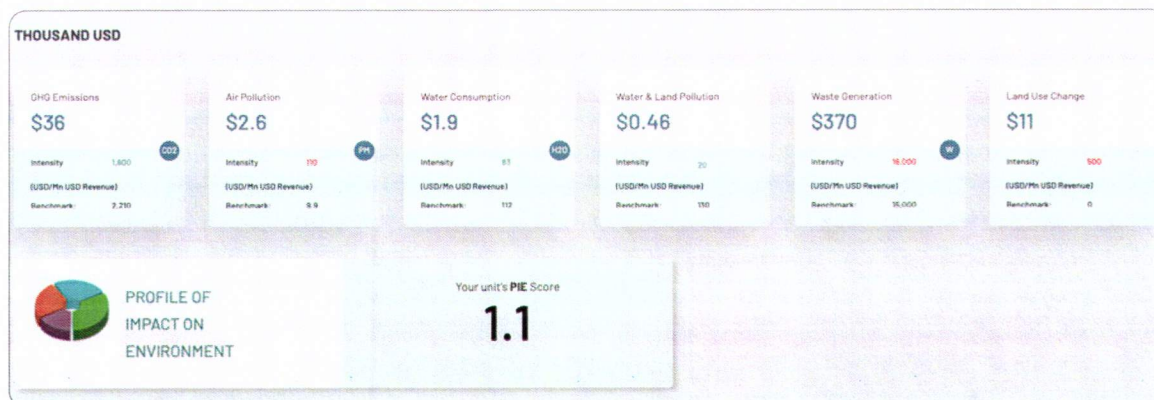 THOUSAND USD
GHG Emissions
$36
CO2
Intensity 1,600
(USD/Mn USD Revenue)
Benchmark: 2,210
Air Pollution
$2.6
PM
Intensity 110
(USD/Mn USD Revenue)
Benchmark: 9.9
Water Consumption
$1.9
H2O
Intensity
(USD/Mn USD Revenue)
Benchmark: 112
Water & Land Pollution
$0.46
Intensity 20
(USD/Mn USD Revenue)
Benchmark: 130
Waste Generation
$370
W
Intensity 16,000
(USD/Mn USD Revenue)
Benchmark: 15,000
Land Use Change
$11
Intensity 500
(USD/Mn USD Revenue)
Benchmark: 0
PROFILE OF
IMPACT ON
ENVIRONMENT
Your unit's PIE Score
1.1